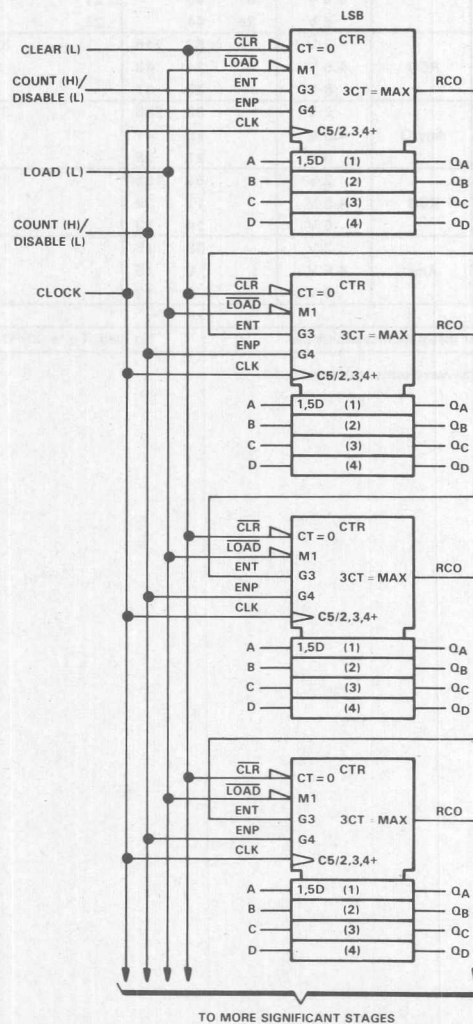 LSB
CLEAR (L)
CLR
CT = 0
CTR
LOAD
M1
COUNT (H)/
DISABLE (L)
ENT
G3
3CT = MAX
RCO
ENP
G4
CLK
C5/2,3,4+
A
1,5D
(1)
QA
LOAD (L)
B
(2)
QB
C
(3)
QC
COUNT (H)/
DISABLE (L)
D
(4)
QD
CLOCK
CLR
CT = 0
CTR
LOAD
M1
ENT
G3
3CT = MAX
RCO
ENP
G4
CLK
C5/2,3,4+
A
1,5D
(1)
QA
B
(2)
QB
C
(3)
QC
D
(4)
QD
CLR
CT = 0
CTR
LOAD
M1
ENT
G3
3CT = MAX
RCO
ENP
G4
CLK
C5/2,3,4+
A
1,5D
(1)
QA
B
(2)
QB
C
(3)
QC
D
(4)
QD
CLR
CT = 0
CTR
LOAD
M1
ENT
G3
3CT = MAX
RCO
ENP
G4
CLK
C5/2,3,4+
A
1,5D
(1)
QA
B
(2)
QB
C
(3)
QC
D
(4)
QD
TO MORE SIGNIFICANT STAGES